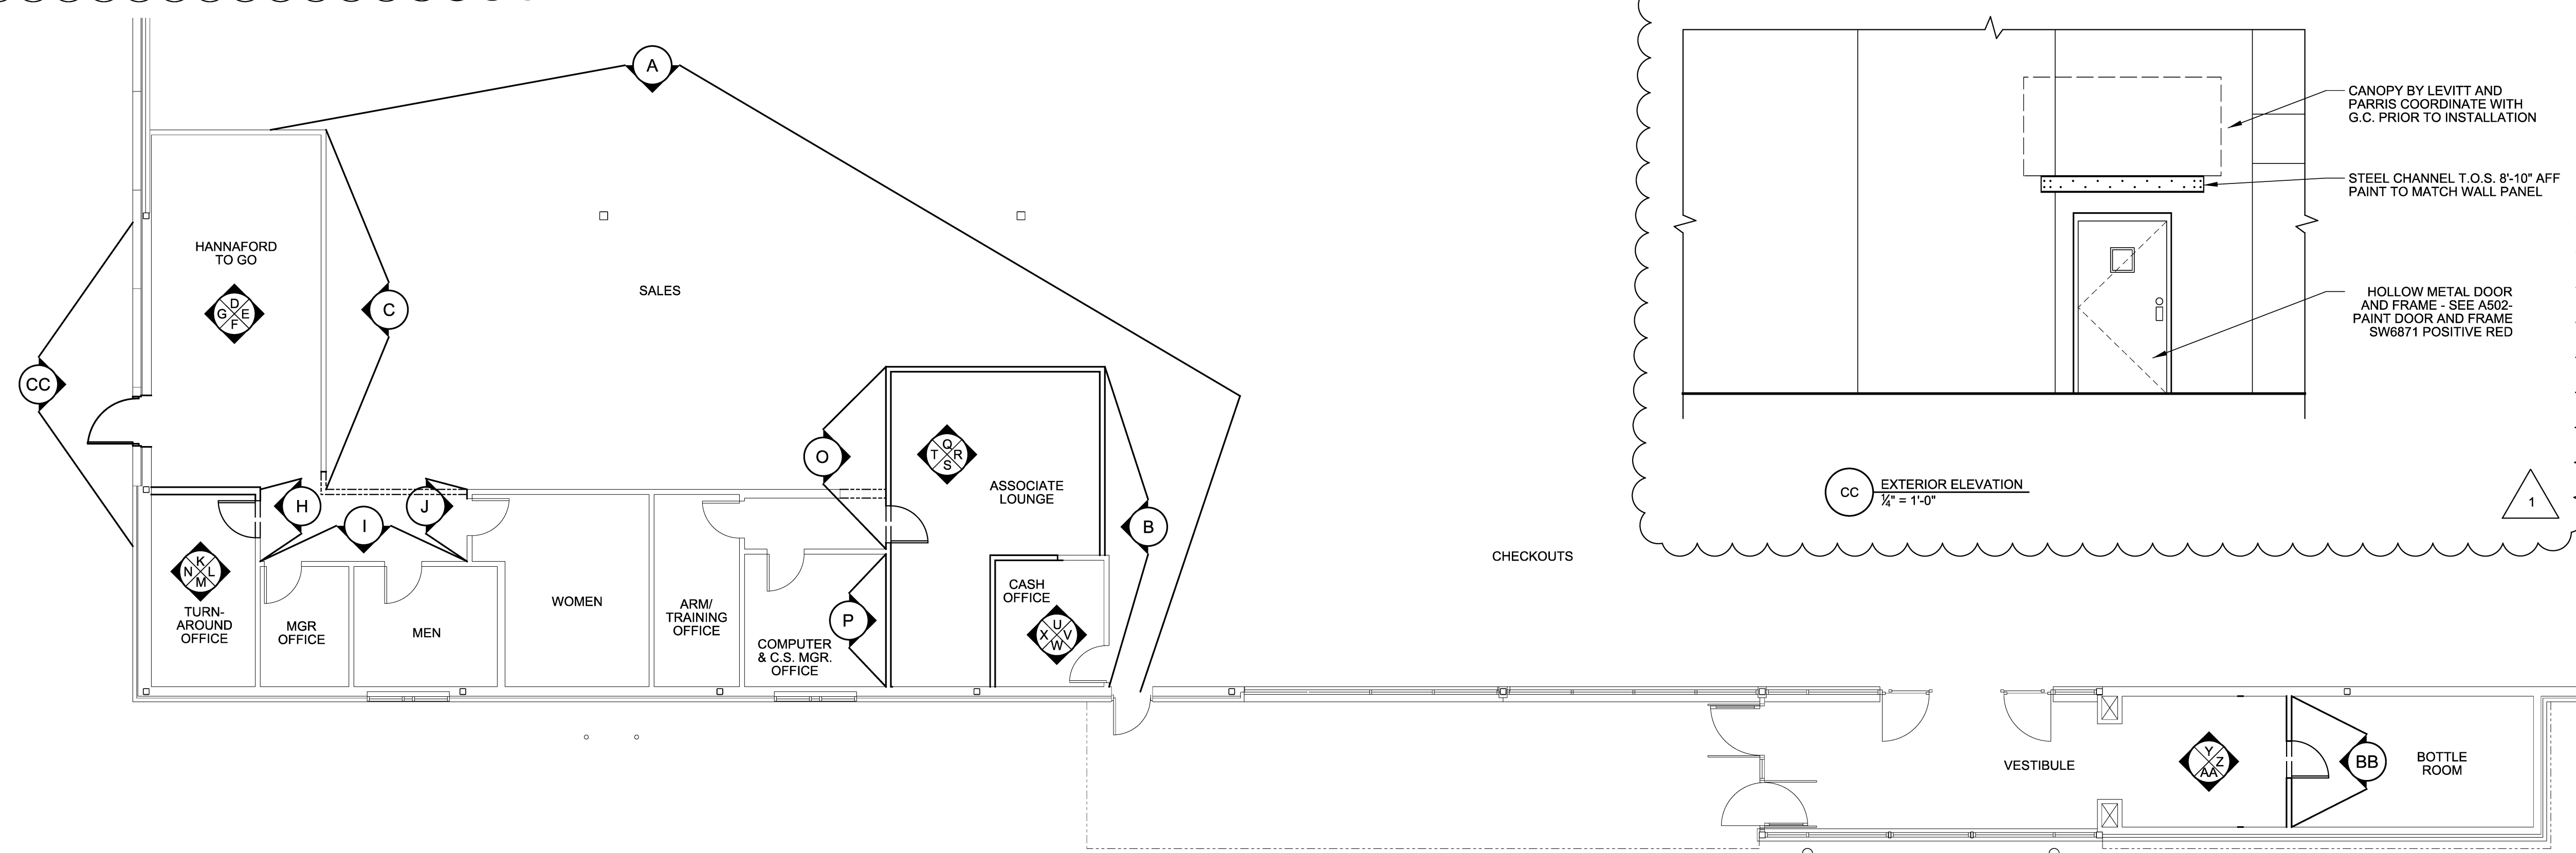 A
HANNAFORD
TO GO
D
G E
F
C
CC
SALES
O
Q
T R
S
ASSOCIATE
LOUNGE
B
H
I
J
K
N L
M
TURN-
AROUND
OFFICE
MGR
OFFICE
MEN
WOMEN
ARM/
TRAINING
OFFICE
COMPUTER
& C.S. MGR.
OFFICE
P
CASH
OFFICE
U
X V
W
CHECKOUTS
VESTIBULE
Y
Z
AA
BB
BOTTLE
ROOM
CANOPY BY LEVITT AND
PARRIS COORDINATE WITH
G.C. PRIOR TO INSTALLATION
STEEL CHANNEL T.O.S. 8'-10" AFF
PAINT TO MATCH WALL PANEL
HOLLOW METAL DOOR
AND FRAME - SEE A502-
PAINT DOOR AND FRAME
SW6871 POSITIVE RED
CC
EXTERIOR ELEVATION
¼" = 1'-0"
1